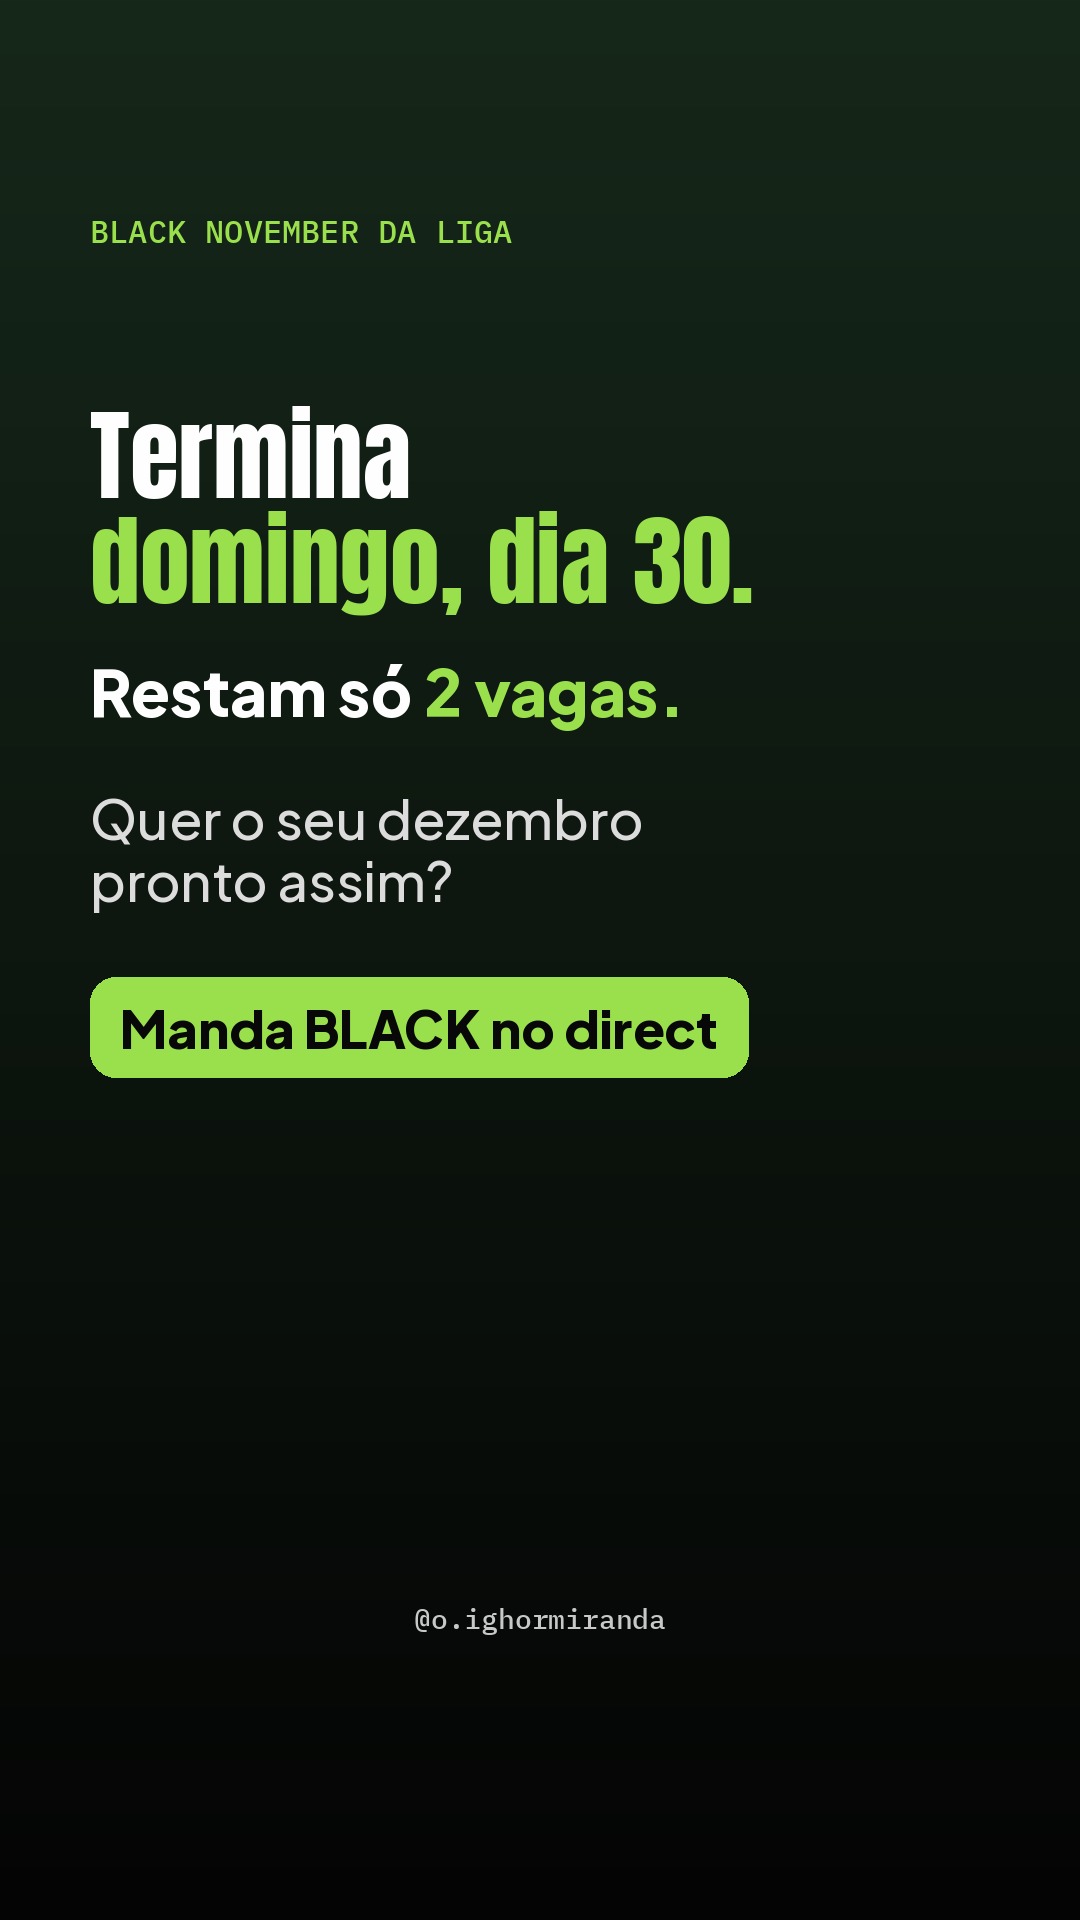 BLACK NOVEMBER DA LIGA
Termina
domingo, dia 30.
Restam só 2 vagas.
Quer o seu dezembro
pronto assim?
Manda BLACK no direct
@o.ighormiranda